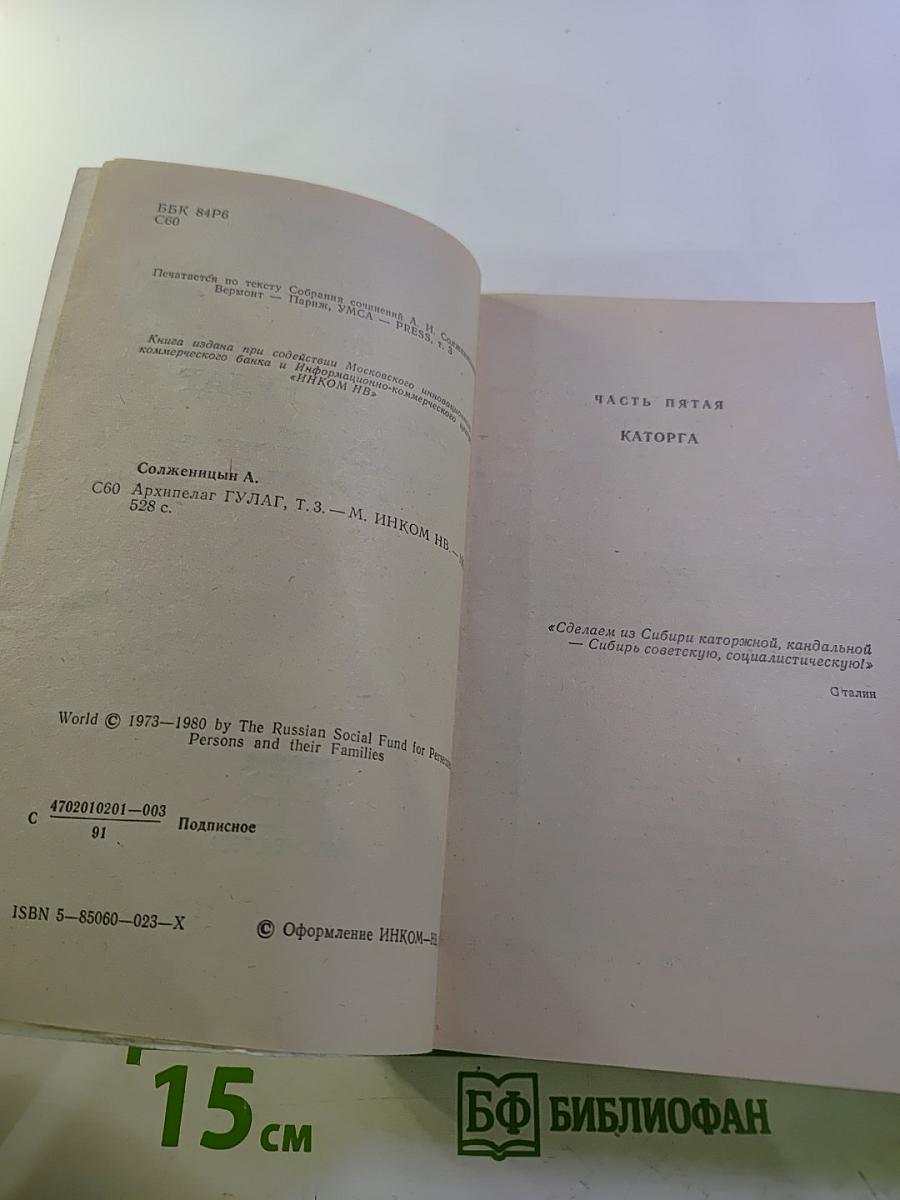 ББК 84Р6
С60
Печатается по тексту Собрания сочинений А. И.
Вермонт — Париж, YMCA — PRESS, т. 3
Книга издана при содействии Московского
коммерческого банка и Информационно-коммерческого
«ИНКОМ НВ»
Солженицын А.
С60 Архипелаг ГУЛАГ, Т. 3. — М. ИНКОМ НВ. —
528 с.
World © 1973—1980 by The Russian Social Fund for
Persons and their Families
С 4702010201—003
91
Подписное
ISBN 5—85060—023—X
© Оформление ИНКОМ—НВ
ЧАСТЬ ПЯТАЯ
КАТОРГА
«Сделаем из Сибири каторжной, кандальной
— Сибирь советскую, социалистическую!»
Сталин
15 см
БФ БИБЛИОФАН